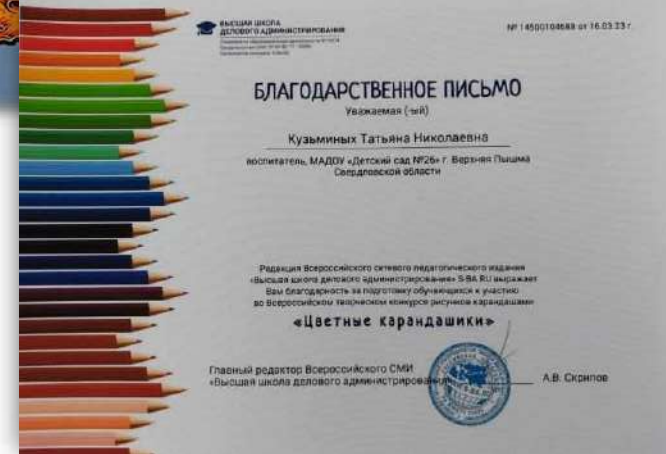 ВЫСШАЯ ШКОЛА
ДЕЛОВОГО АДМИНИСТРИРОВАНИЯ
№ 14500104688 от 16.03.23 г.
БЛАГОДАРСТВЕННОЕ ПИСЬМО
Уважаемая (-ый)
Кузьминых Татьяна Николаевна
воспитатель, МАДОУ «Детский сад №26» г. Верхняя Пышма
Свердловской области
Редакция Всероссийского сетевого педагогического издания
«Высшая школа делового администрирования» S-BA.RU выражает
Вам благодарность за подготовку обучающихся к участию
во Всероссийском творческом конкурсе рисунков карандашами
«Цветные карандашики»
Главный редактор Всероссийского СМИ
«Высшая школа делового администрирования»
А.В. Скрипов